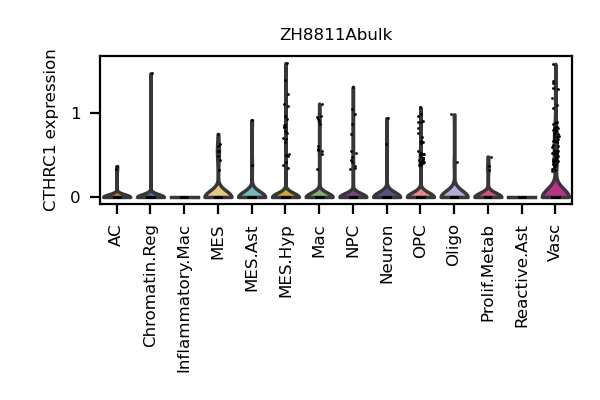 ZH8811Abulk
CTHRC1 expression
1
0
AC
Chromatin.Reg
Inflammatory.Mac
MES
MES.Ast
MES.Hyp
Mac
NPC
Neuron
OPC
Oligo
Prolif.Metab
Reactive.Ast
Vasc